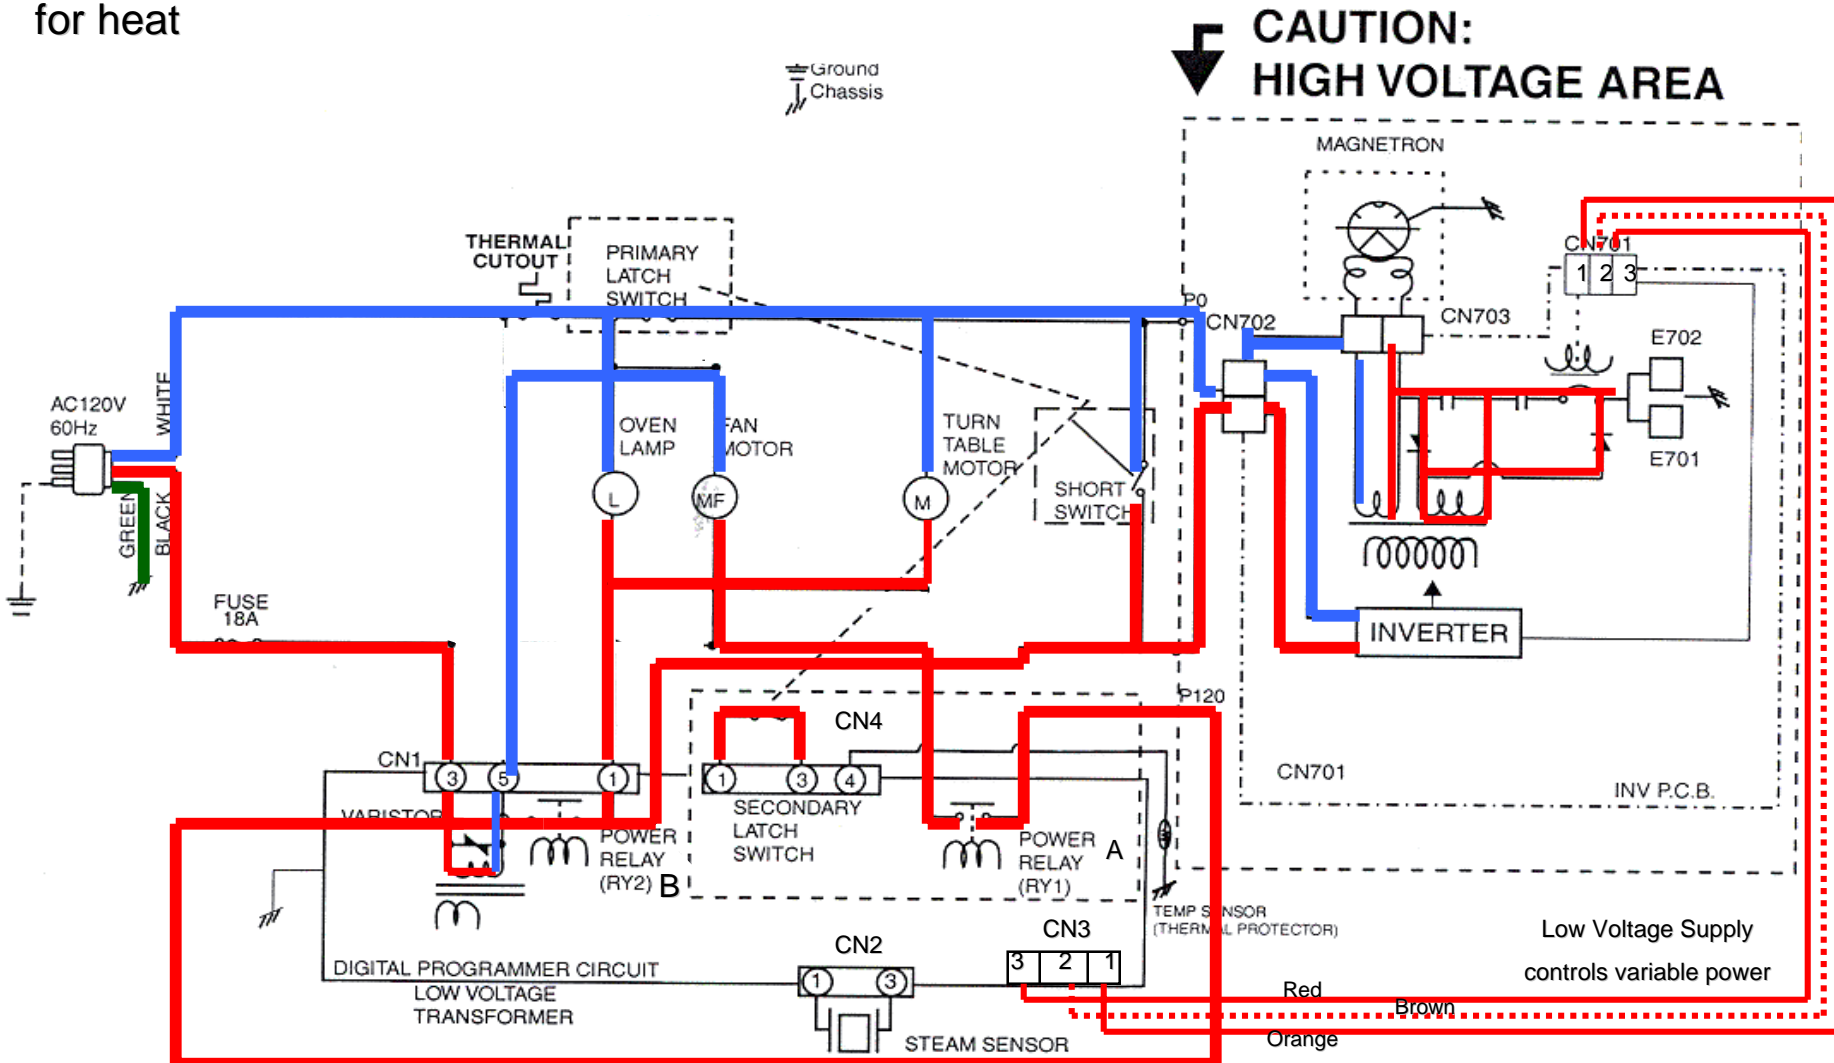 for heat
CAUTION:
HIGH VOLTAGE AREA
Ground
Chassis
MAGNETRON
THERMAL
CUTOUT
PRIMARY
LATCH
SWITCH
CN701
1 2 3
P0
CN702
CN703
E702
AC120V
60Hz
WHITE
OVEN
LAMP
FAN
MOTOR
TURN
TABLE
MOTOR
E701
L
MF
M
SHORT
SWITCH
GREEN
BLACK
FUSE
18A
INVERTER
P120
CN4
CN1
3 5 1
1 3 4
CN701
INV P.C.B.
VARISTOR
POWER
RELAY
(RY2)
B
SECONDARY
LATCH
SWITCH
POWER
RELAY
(RY1)
A
TEMP SENSOR
(THERMAL PROTECTOR)
CN2
CN3
3 2 1
Low Voltage Supply
controls variable power
DIGITAL PROGRAMMER CIRCUIT
LOW VOLTAGE
TRANSFORMER
1 3
Red
Brown
Orange
STEAM SENSOR